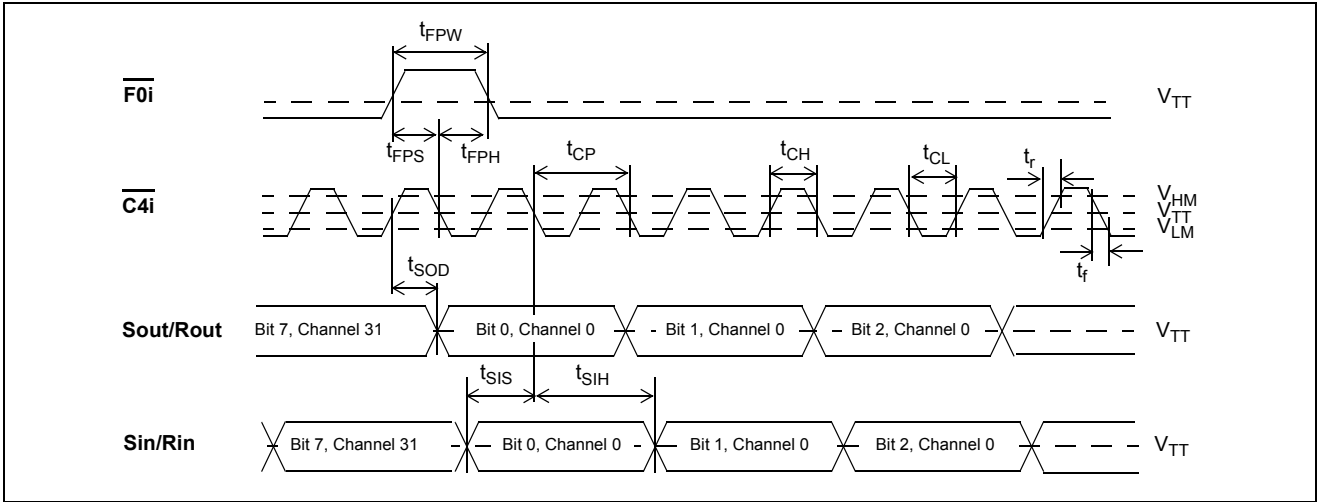 tFPW
F0i
VTT
tFPS tFPH tCP tCH tCL tr
C4i
VHM
VTT
VLM
tSOD tf
Sout/Rout Bit 7, Channel 31 Bit 0, Channel 0 Bit 1, Channel 0 Bit 2, Channel 0 VTT
tSIS tSIH
Sin/Rin Bit 7, Channel 31 Bit 0, Channel 0 Bit 1, Channel 0 Bit 2, Channel 0 VTT